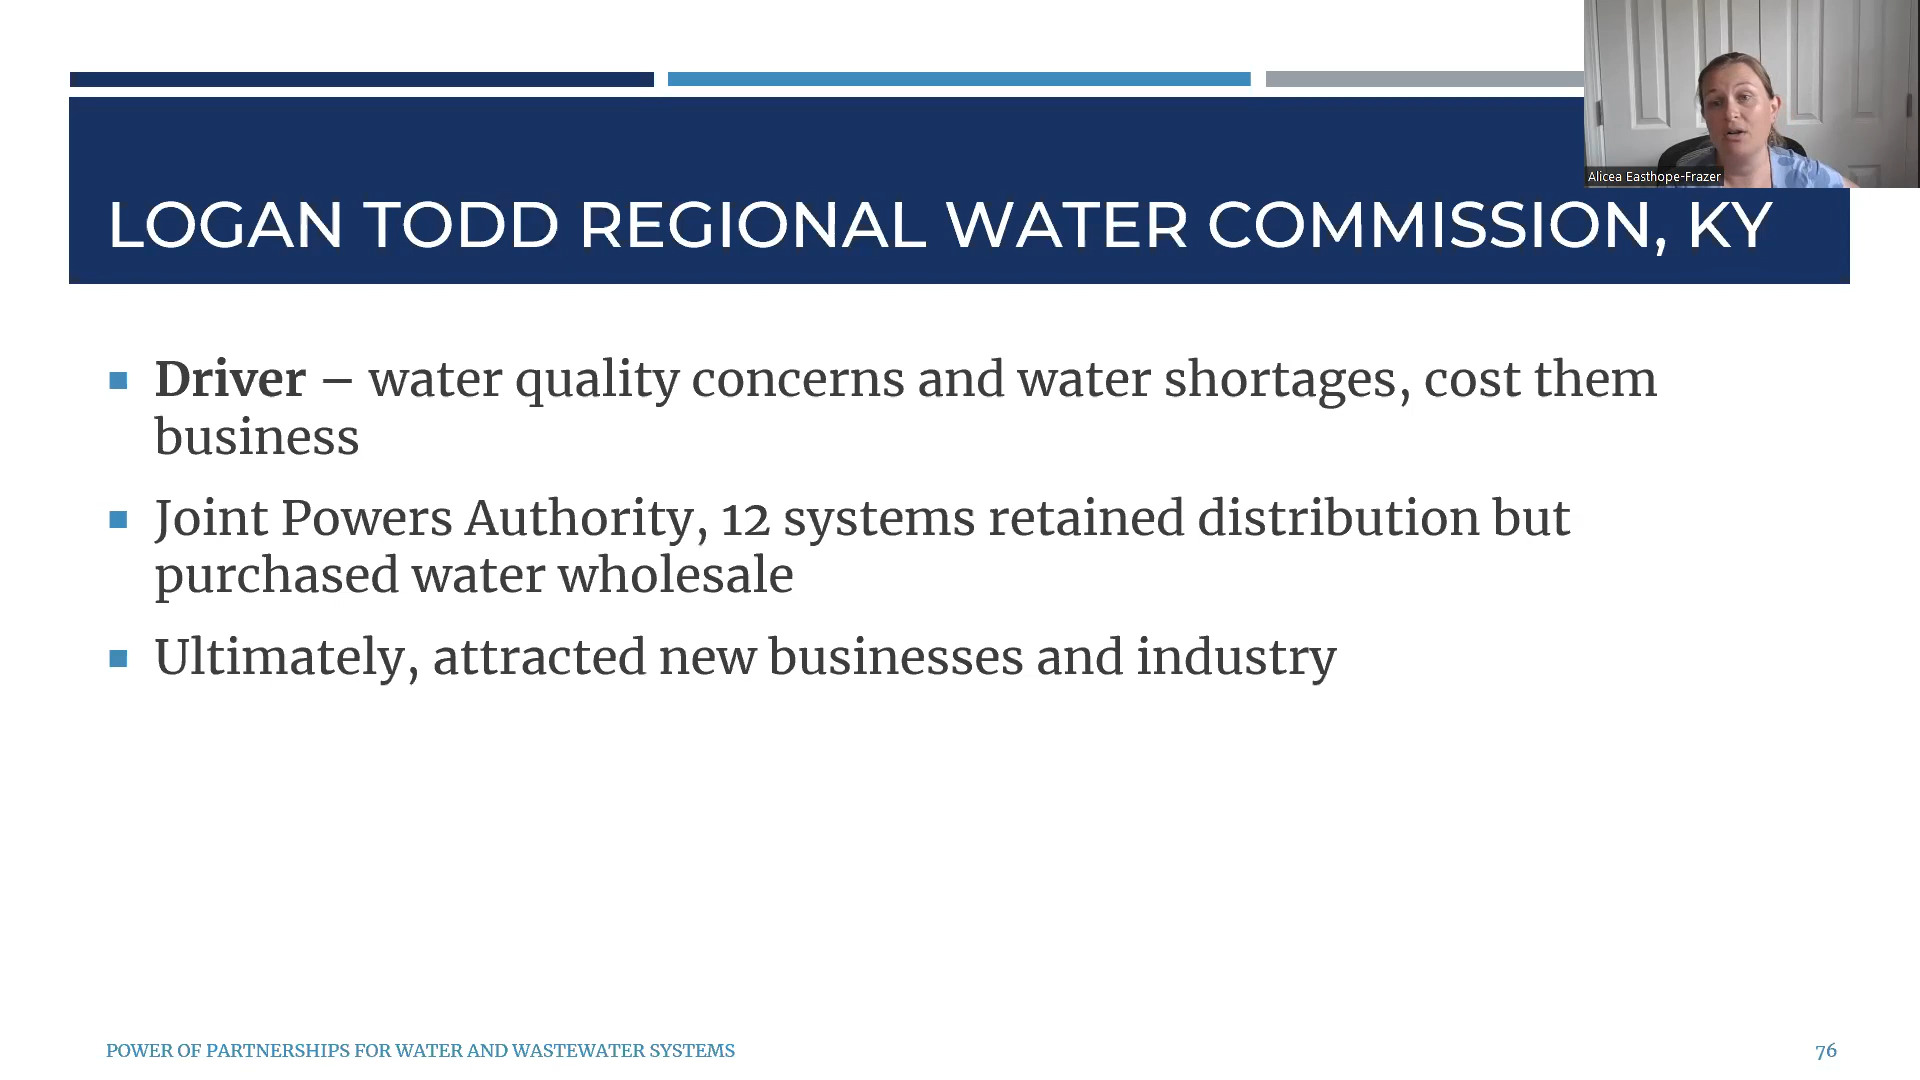 Alicea Easthope-Frazer
LOGAN TODD REGIONAL WATER COMMISSION, KY
▪ Driver – water quality concerns and water shortages, cost them
business
▪ Joint Powers Authority, 12 systems retained distribution but
purchased water wholesale
▪ Ultimately, attracted new businesses and industry
POWER OF PARTNERSHIPS FOR WATER AND WASTEWATER SYSTEMS
76